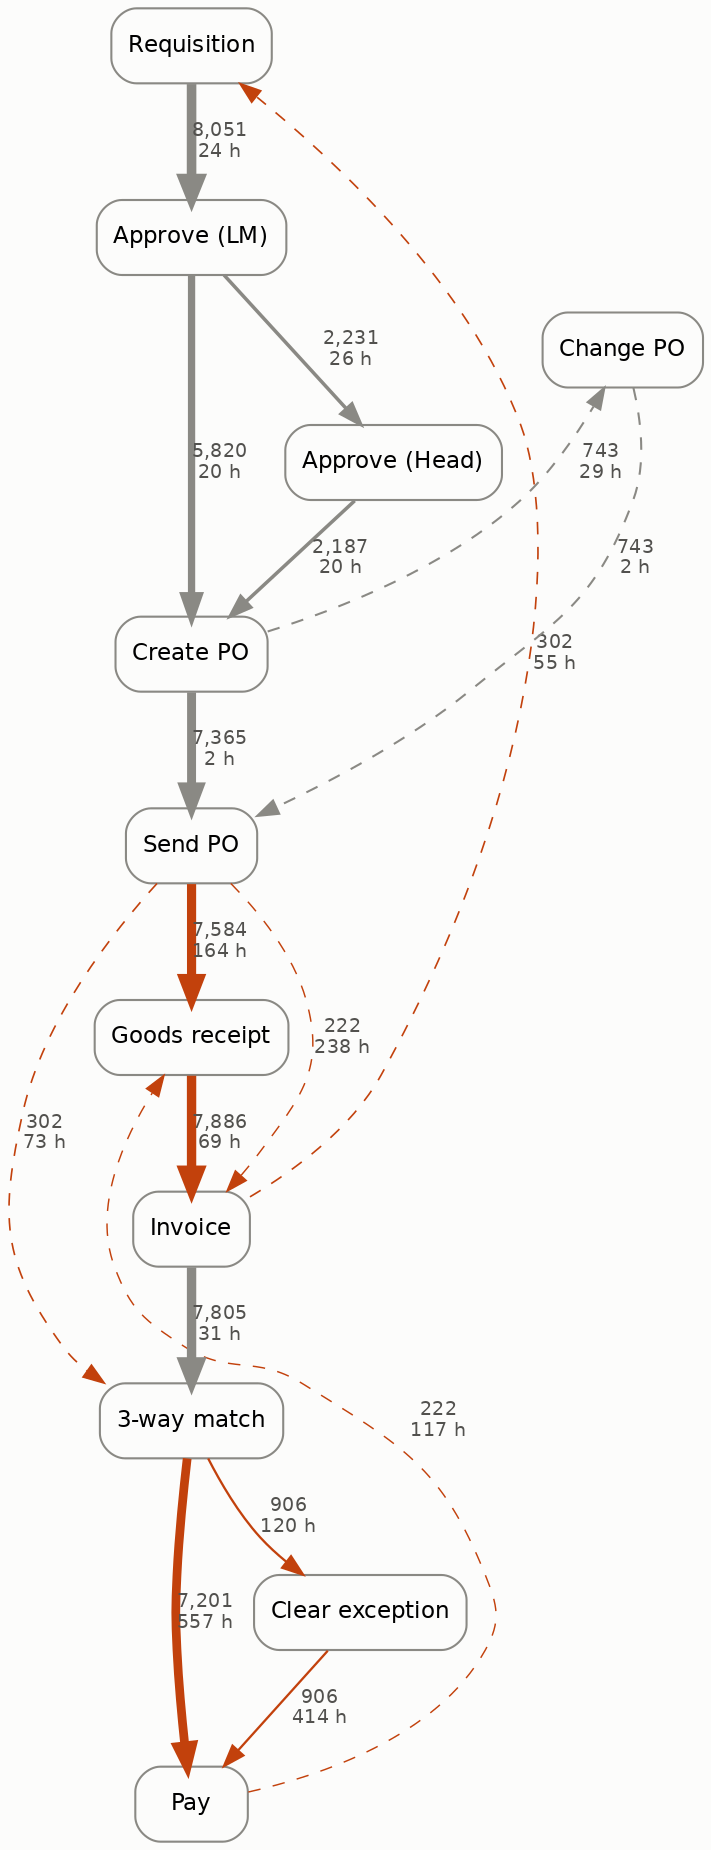 Requisition
8,051
24 h
Approve (LM)
2,231
26 h
Change PO
5,820
20 h
Approve (Head)
743
29 h
2,187
20 h
743
2 h
Create PO
302
55 h
7,365
2 h
Send PO
7,584
164 h
Goods receipt
222
238 h
302
73 h
7,886
69 h
Invoice
7,805
31 h
3-way match
222
117 h
906
120 h
7,201
557 h
Clear exception
906
414 h
Pay